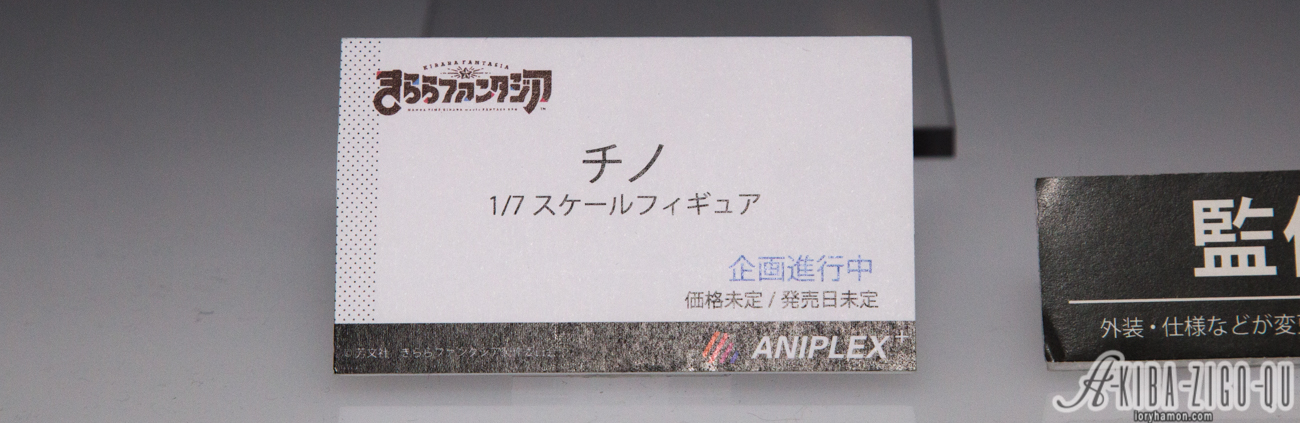 KIRARA FANTASIA
きららファンタジア
チノ
1/7 スケールフィギュア
企画進行中
価格未定 / 発売日未定
ANIPLEX+
監
外装・仕様などが変
A-KIBA-ZIGO-QU
loryhamon.com